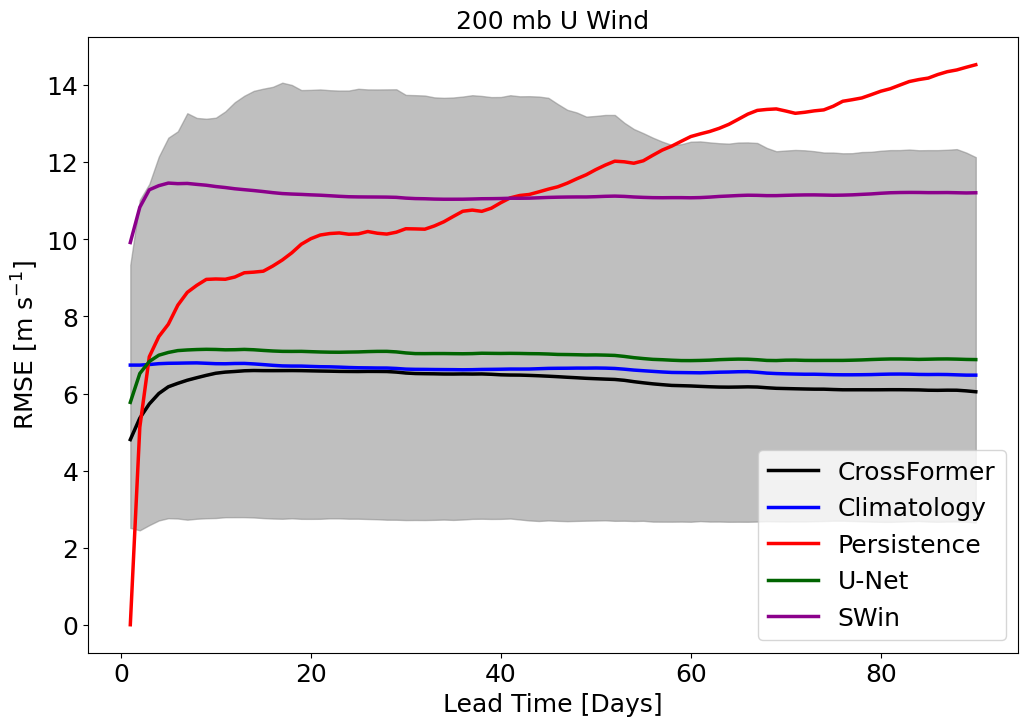 200 mb U Wind
RMSE [m s⁻¹]
14
12
10
8
6
4
2
0
0 20 40 60 80
Lead Time [Days]
CrossFormer
Climatology
Persistence
U-Net
SWin